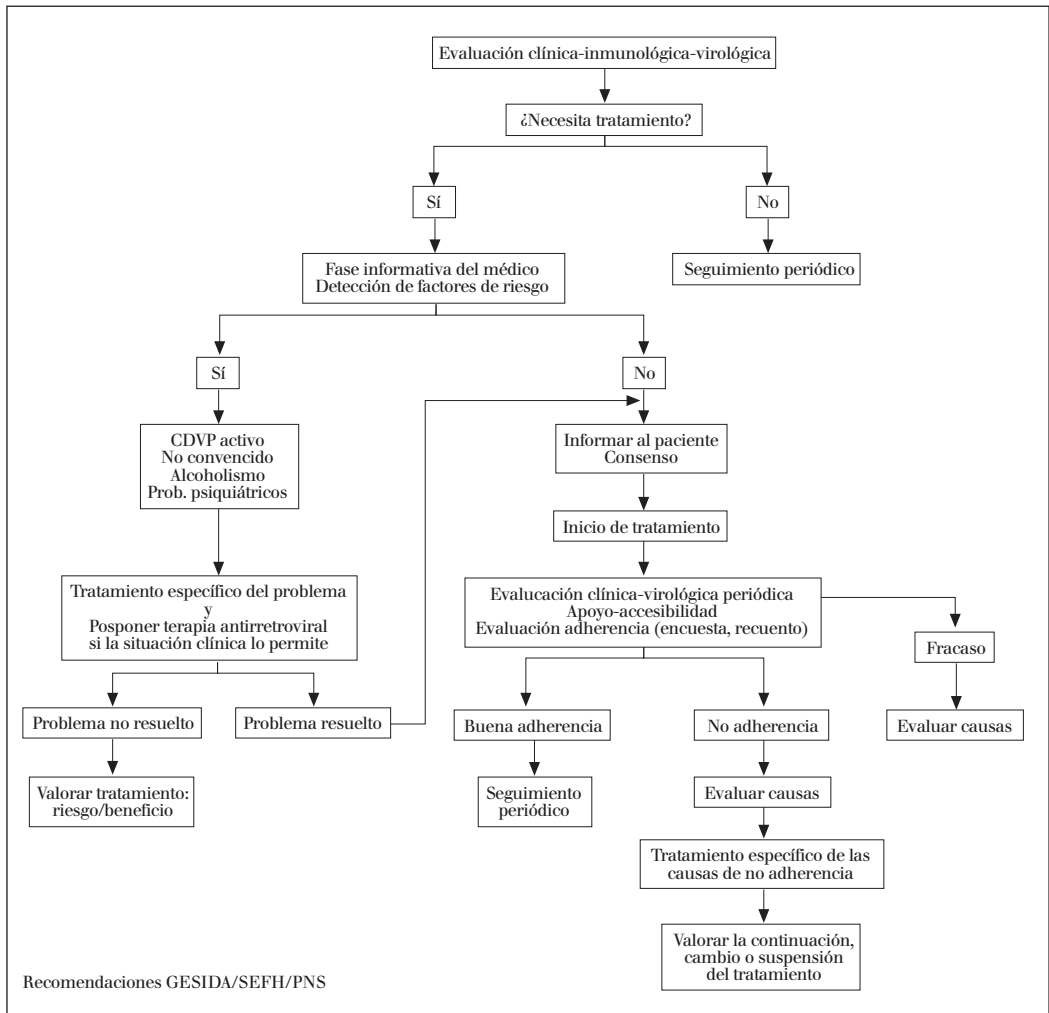 Evaluación clínica-inmunológica-virológica
¿Necesita tratamiento?
Sí
No
Fase informativa del médico
Detección de factores de riesgo
Seguimiento periódico
Sí
No
CDVP activo
No convencido
Alcoholismo
Prob. psiquiátricos
Informar al paciente
Consenso
Inicio de tratamiento
Tratamiento específico del problema
y
Posponer terapia antirretroviral
si la situación clínica lo permite
Evalucación clínica-virológica periódica
Apoyo-accesibilidad
Evaluación adherencia (encuesta, recuento)
Fracaso
Problema no resuelto
Problema resuelto
Buena adherencia
No adherencia
Evaluar causas
Valorar tratamiento:
riesgo/beneficio
Seguimiento
periódico
Evaluar causas
Tratamiento específico de las
causas de no adherencia
Valorar la continuación,
cambio o suspensión
del tratamiento
Recomendaciones GESIDA/SEFH/PNS